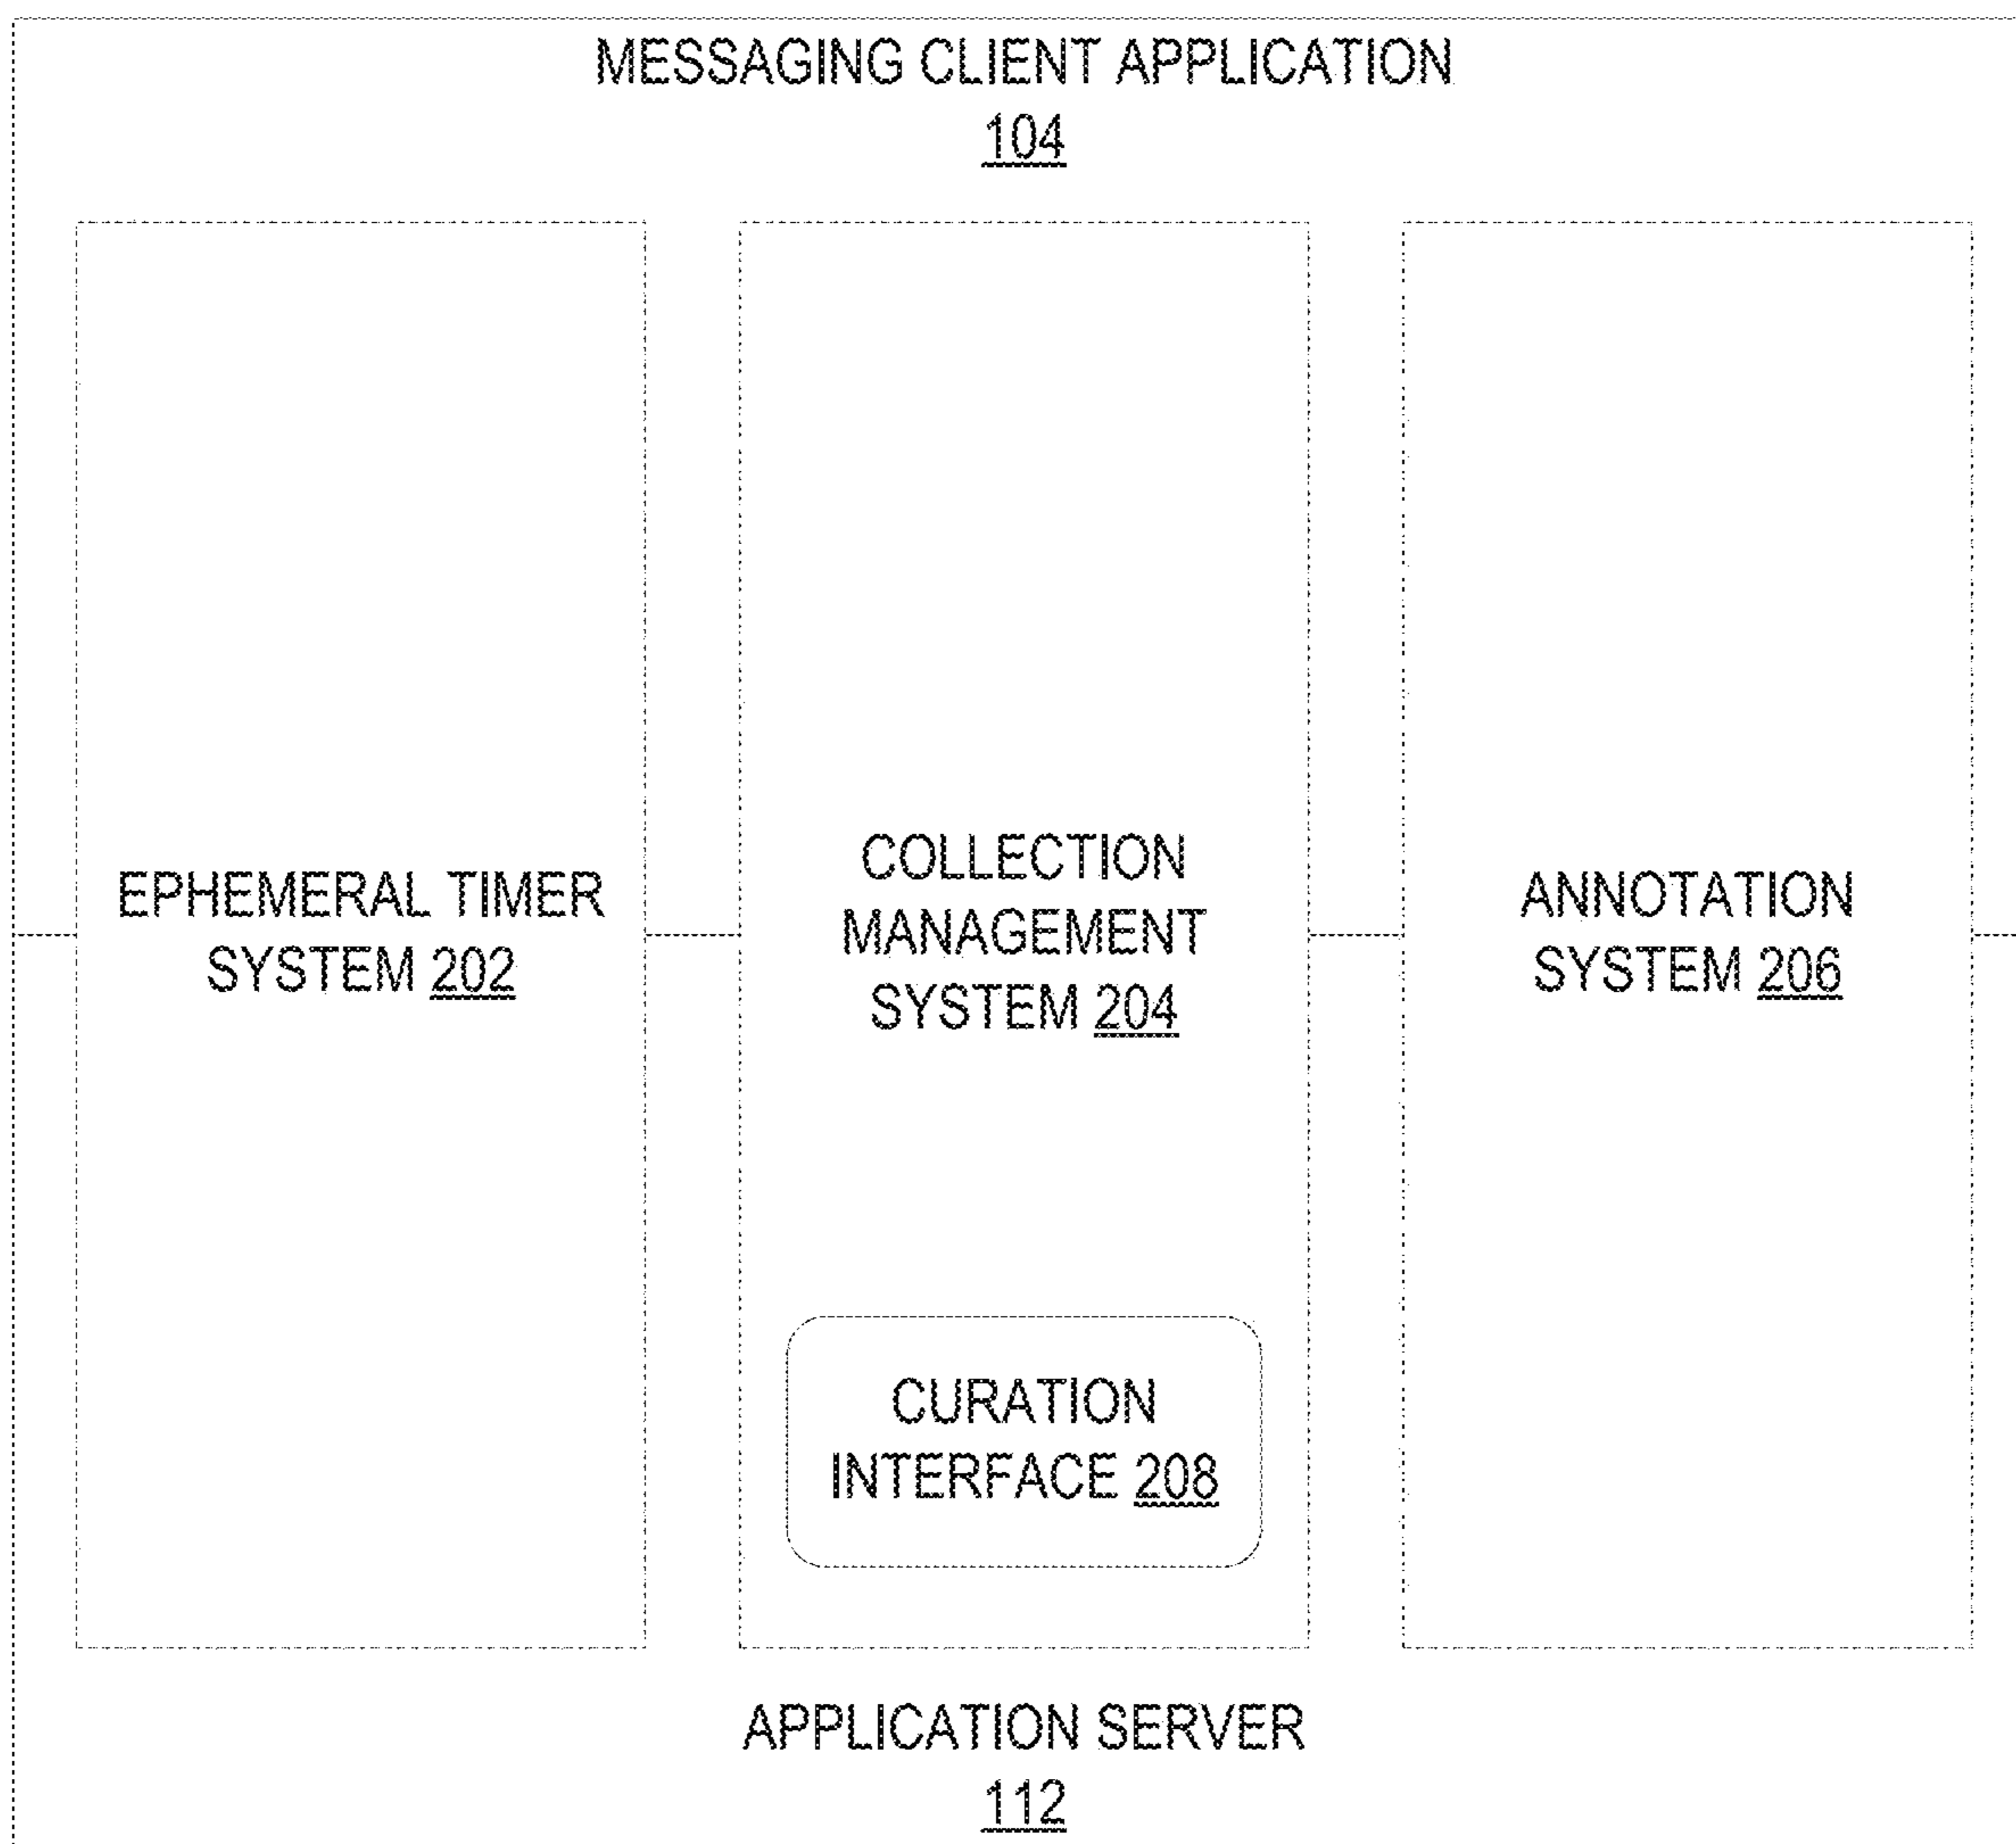 MESSAGING CLIENT APPLICATION
104
EPHEMERAL TIMER
SYSTEM 202
COLLECTION
MANAGEMENT
SYSTEM 204
ANNOTATION
SYSTEM 206
CURATION
INTERFACE 208
APPLICATION SERVER
112